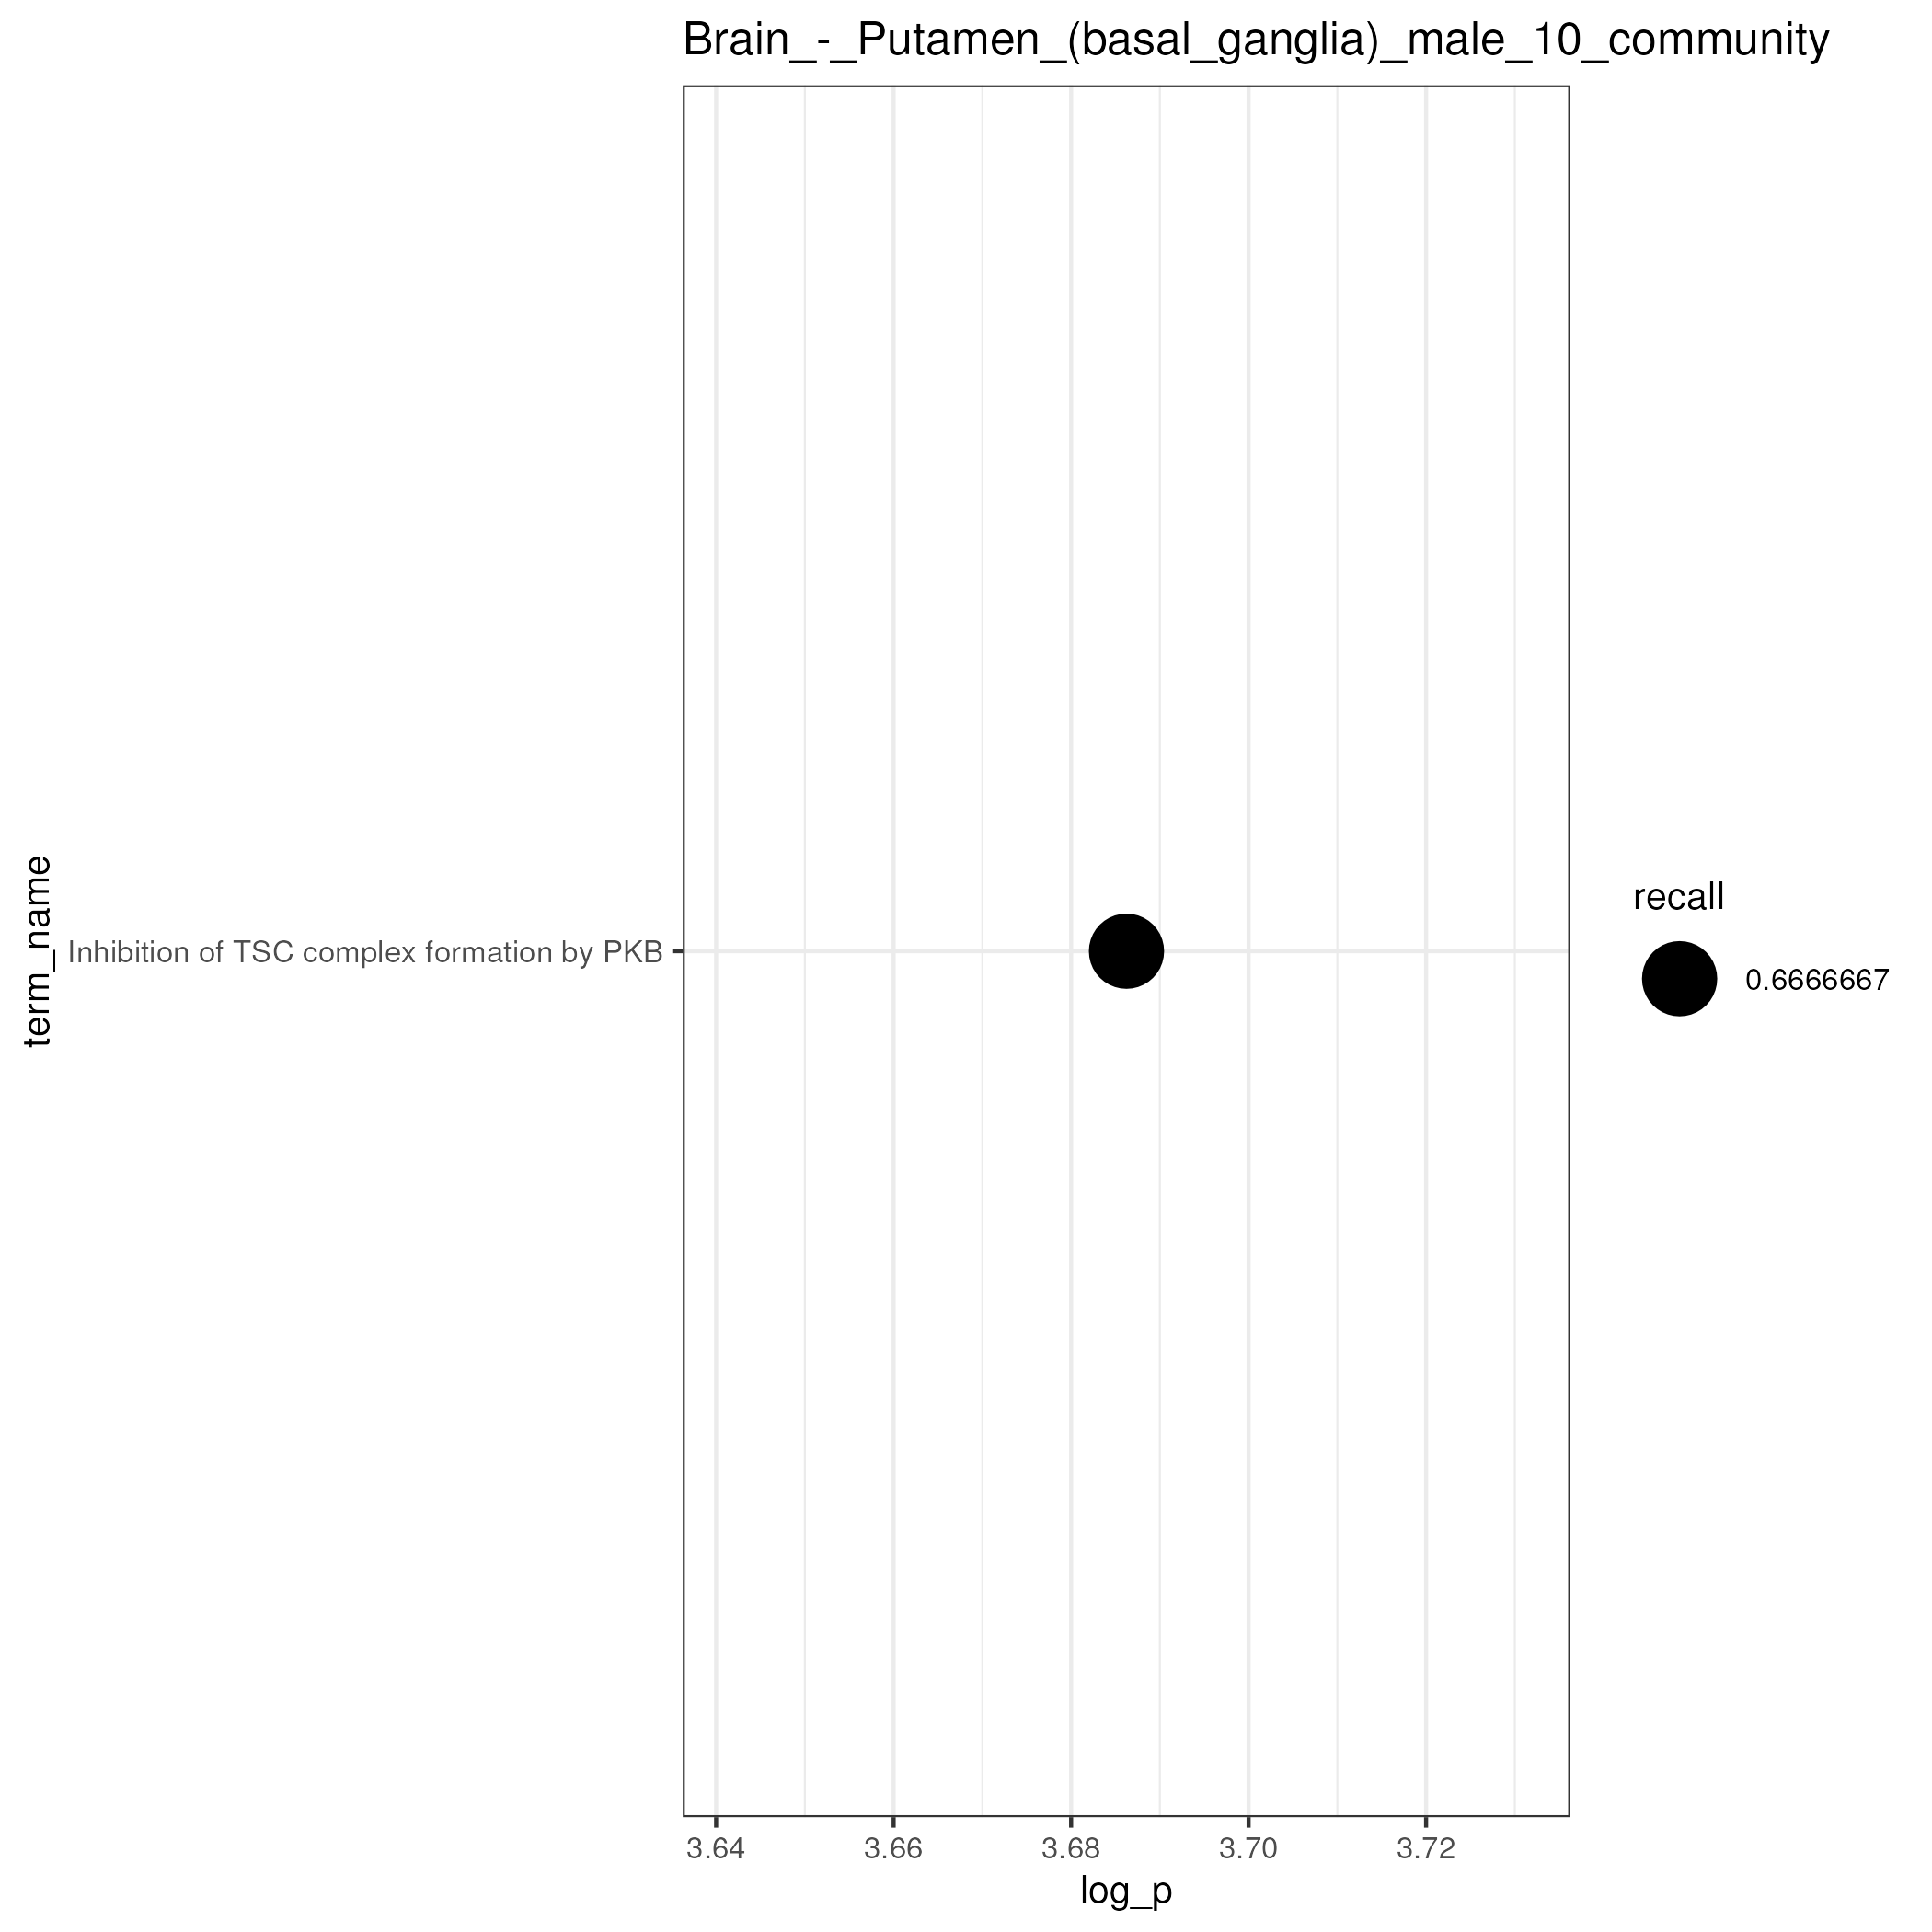 Brain_-_Putamen_(basal_ganglia)_male_10_community
term_name
Inhibition of TSC complex formation by PKB
recall
0.6666667
3.64 3.66 3.68 3.70 3.72
log_p